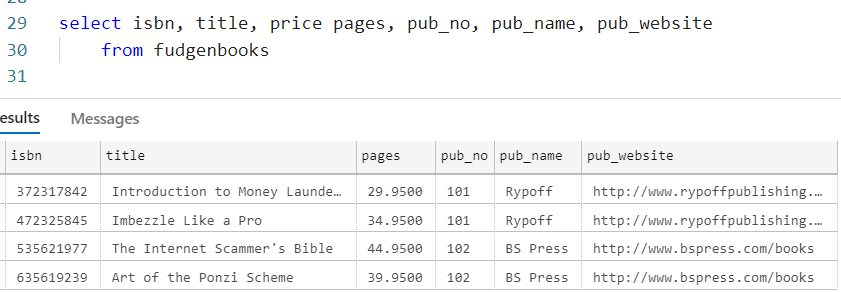 29 select isbn, title, price pages, pub_no, pub_name, pub_website
30 from fudgenbooks
31
esults Messages
isbn title pages pub_no pub_name pub_website
372317842 Introduction to Money Launde… 29.9500 101 Rypoff http://www.rypoffpublishing.…
472325845 Imbezzle Like a Pro 34.9500 101 Rypoff http://www.rypoffpublishing.…
535621977 The Internet Scammer's Bible 44.9500 102 BS Press http://www.bspress.com/books
635619239 Art of the Ponzi Scheme 39.9500 102 BS Press http://www.bspress.com/books